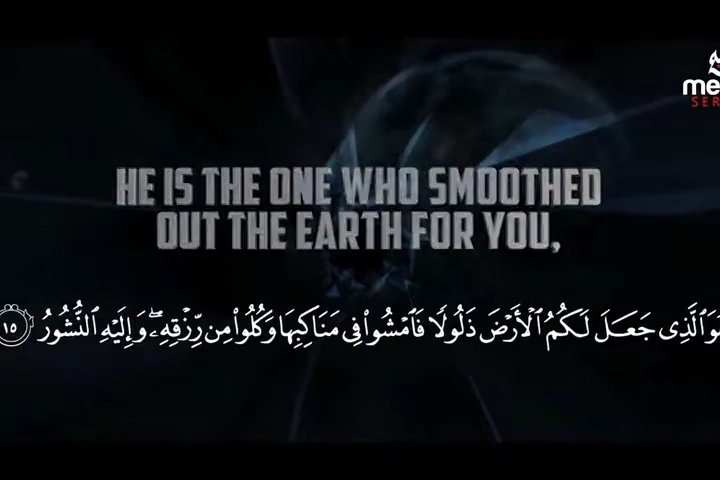 HE IS THE ONE WHO SMOOTHED
OUT THE EARTH FOR YOU,
جَعَلَ لَكُمُ ٱلْأَرْضَ ذَلُولًا فَٱمْشُوا۟ فِى مَنَاكِبِهَا وَكُلُوا۟ مِن رِّزْقِهِۦ ۖ وَإِلَيْهِ ٱلنُّشُورُ ١٥